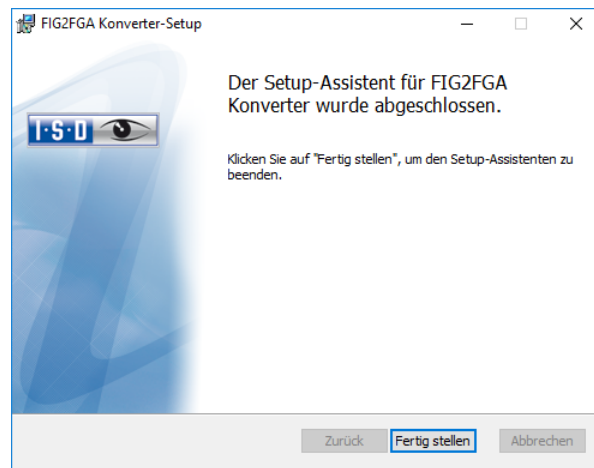 FIG2FGA Konverter-Setup
Der Setup-Assistent für FIG2FGA
Konverter wurde abgeschlossen.
I·S·D
Klicken Sie auf "Fertig stellen", um den Setup-Assistenten zu
beenden.
Zurück Fertig stellen Abbrechen